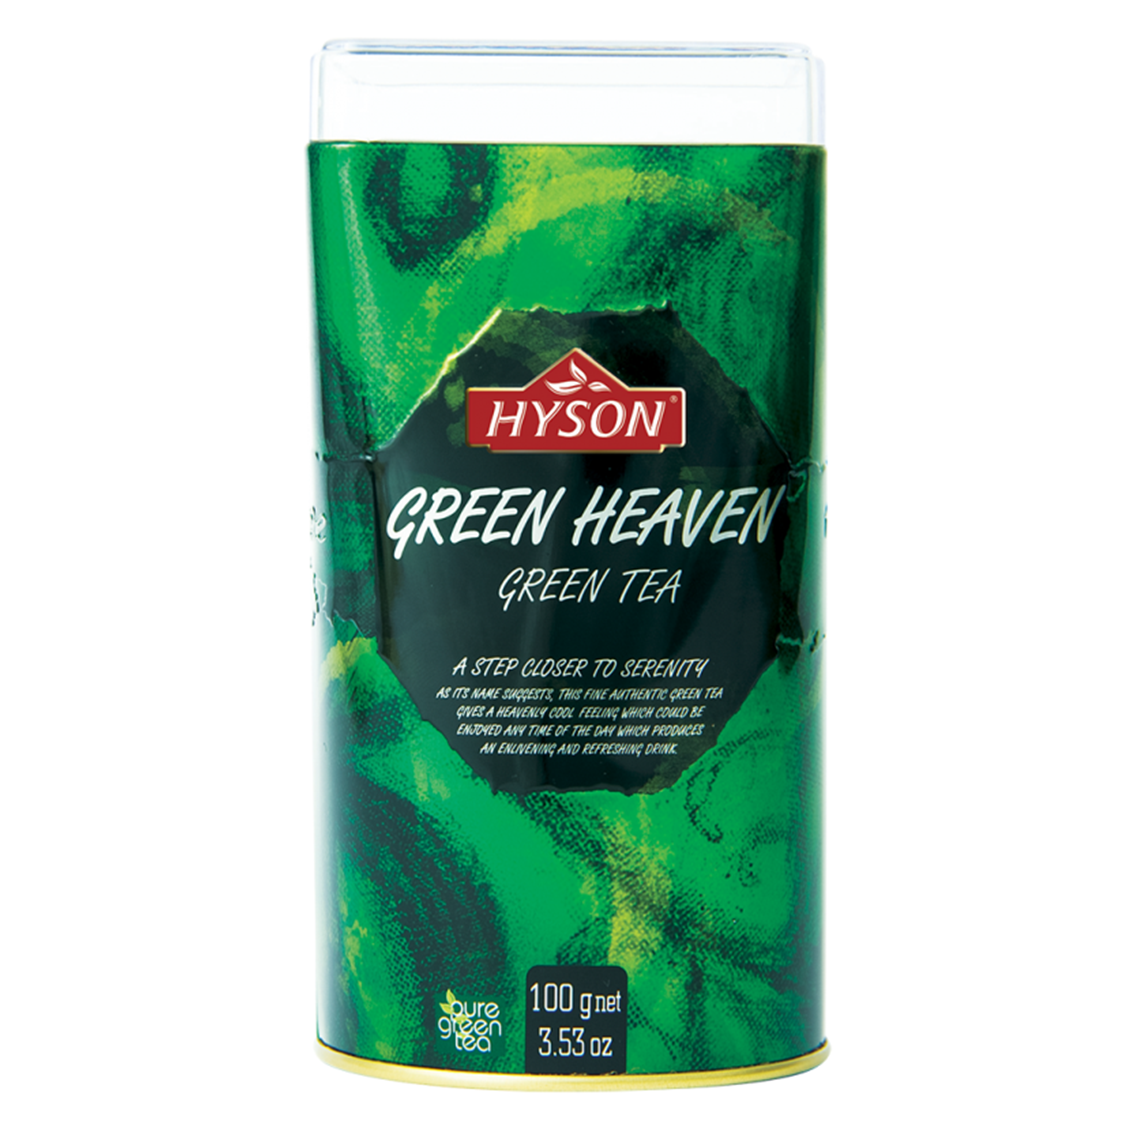 HYSON®
GREEN HEAVEN
GREEN TEA
A STEP CLOSER TO SERENITY
AS ITS NAME SUGGESTS, THIS FINE AUTHENTIC GREEN TEA
GIVES A HEAVENLY COOL FEELING WHICH COULD BE
ENJOYED ANY TIME OF THE DAY WHICH PRODUCES
AN ENLIVENING AND REFRESHING DRINK.
pure
green
tea
100 g net
3.53 oz